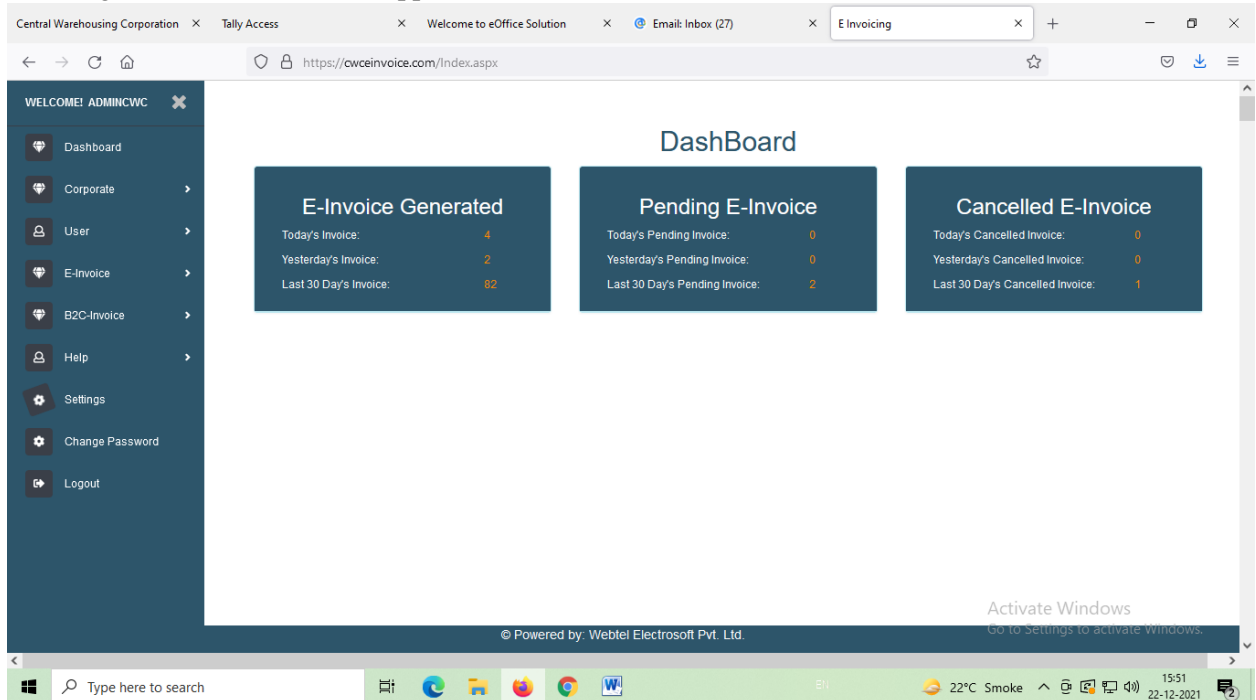 Central Warehousing Corporation
Tally Access
Welcome to eOffice Solution
Email: Inbox (27)
E Invoicing
https://cwceinvoice.com/Index.aspx
WELCOME! ADMINCWC
Dashboard
Corporate
User
E-Invoice
B2C-Invoice
Help
Settings
Change Password
Logout
DashBoard
E-Invoice Generated
Today's Invoice: 4
Yesterday's Invoice: 2
Last 30 Day's Invoice: 82
Pending E-Invoice
Today's Pending Invoice: 0
Yesterday's Pending Invoice: 0
Last 30 Day's Pending Invoice: 2
Cancelled E-Invoice
Today's Cancelled Invoice: 0
Yesterday's Cancelled Invoice: 0
Last 30 Day's Cancelled Invoice: 1
Activate Windows
Go to Settings to activate Windows.
© Powered by: Webtel Electrosoft Pvt. Ltd.
Type here to search
EN
22°C Smoke
15:51
22-12-2021
2